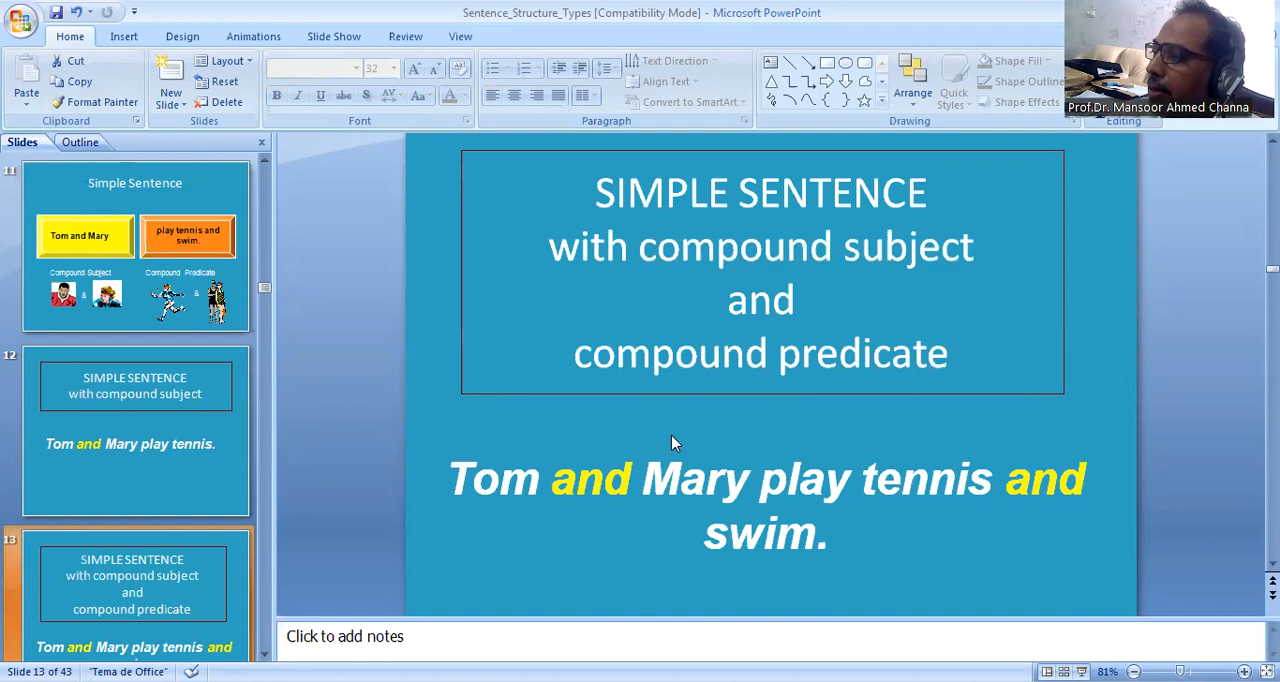 Sentence_Structure_Types [Compatibility Mode] - Microsoft PowerPoint
Home Insert Design Animations Slide Show Review View
Cut
Copy
Format Painter
Paste
Clipboard
New Slide
Layout
Reset
Delete
Slides
32
B I U abc S AV Aa A
Font
Text Direction
Align Text
Convert to SmartArt
Paragraph
Arrange
Quick Styles
Shape Fill
Shape Outline
Shape Effects
Drawing
Editing
Prof.Dr. Mansoor Ahmed Channa
Slides Outline
11
Simple Sentence
Tom and Mary
play tennis and
swim.
Compound Subject
Compound Predicate
& &
12
SIMPLE SENTENCE
with compound subject
Tom and Mary play tennis.
13
SIMPLE SENTENCE
with compound subject
and
compound predicate
Tom and Mary play tennis and
SIMPLE SENTENCE
with compound subject
and
compound predicate
Tom and Mary play tennis and
swim.
Click to add notes
Slide 13 of 43 "Tema de Office" 81%